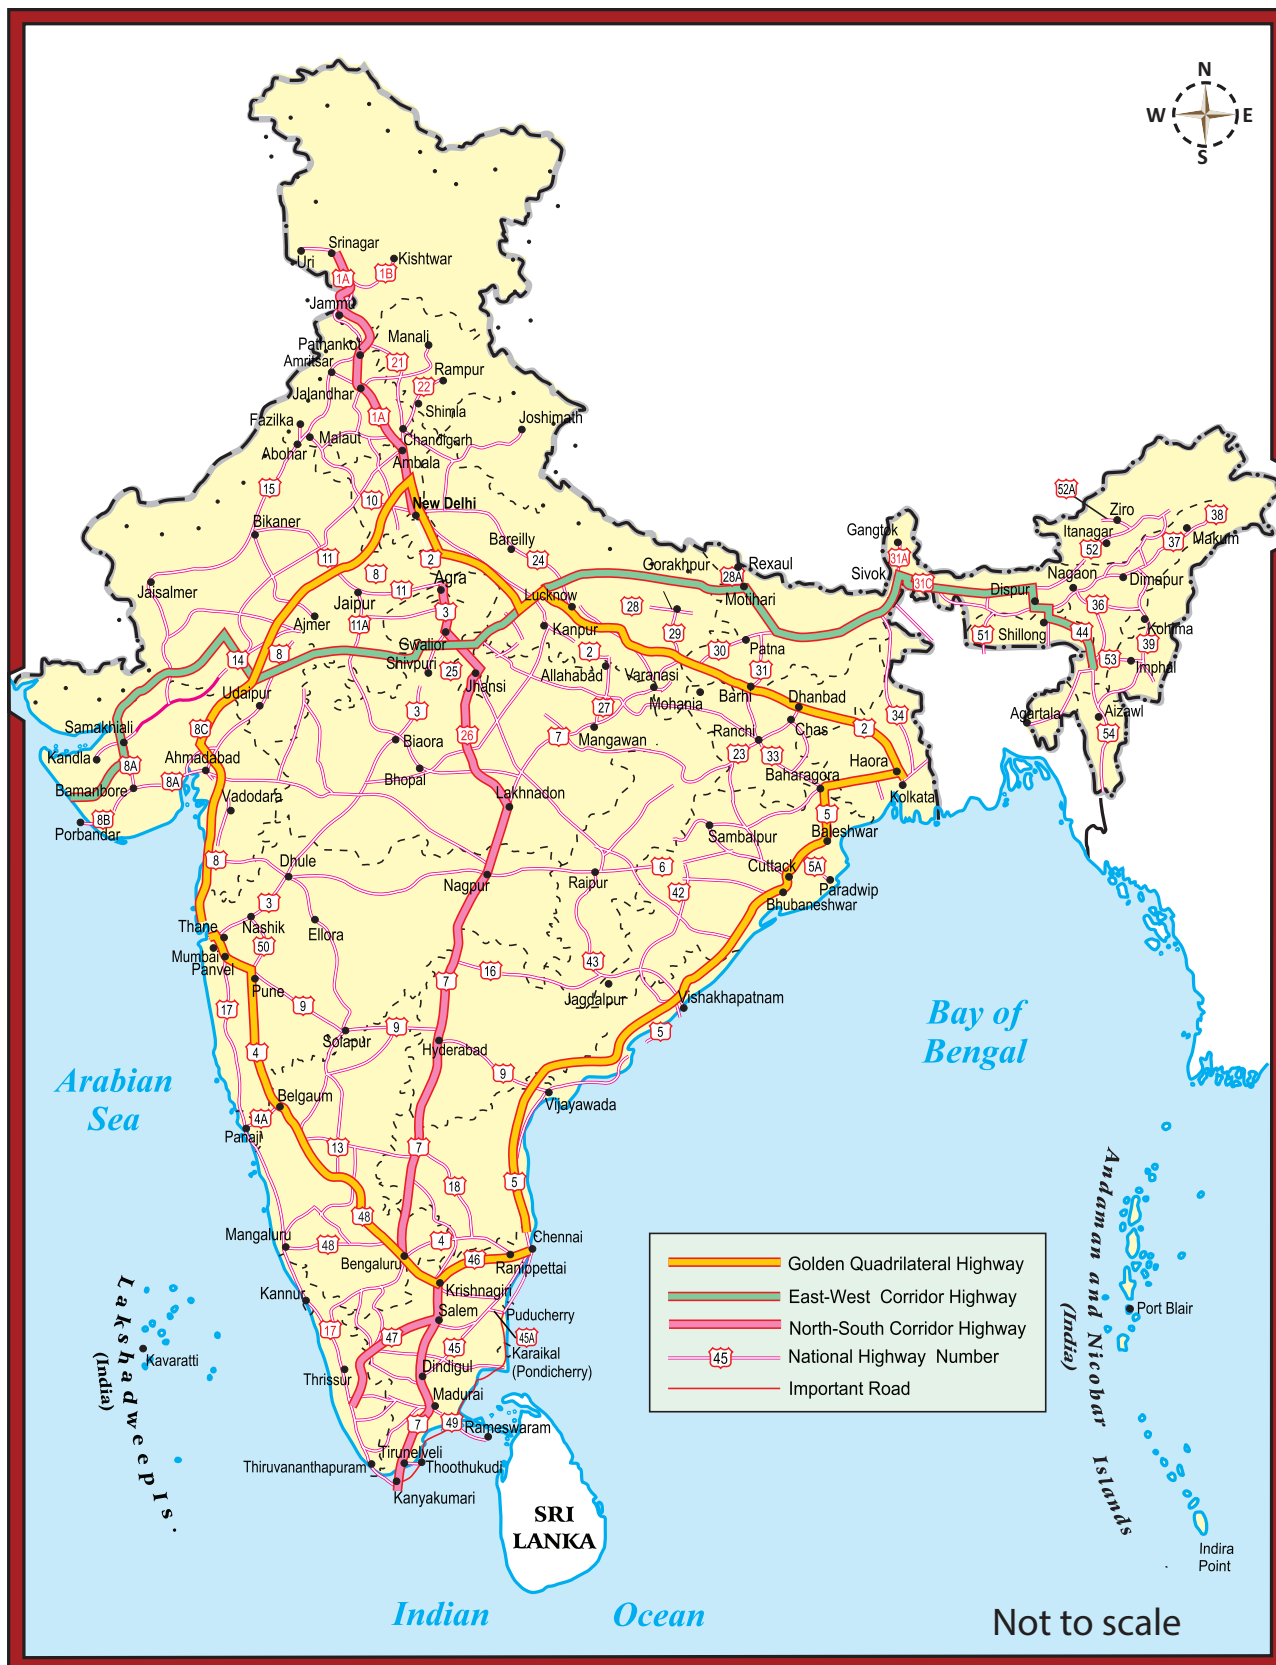 N
W
E
S
Srinagar
Uri
Kishtwar
1A
1B
Jammu
Pathankot
Manali
Amritsar
21
Rampur
22
Jalandhar
Shimla
1A
Fazilka
Joshimath
Malaut
Chandigarh
Abohar
Ambala
15
10
New Delhi
52A
Ziro
38
Bikaner
Gangtok
Itanagar
52
37
Makum
Bareilly
11
2
24
31A
8
Agra
Gorakhpur
Rexaul
28A
Sivok
31C
Dispur
Nagaon
Dimapur
Jaisalmer
11
Jaipur
Lucknow
Motihari
28
36
Ajmer
11A
3
Kanpur
29
51
Shillong
44
Kohima
Gwalior
30
Patna
39
14
8
Shivpuri
25
2
Allahabad
Varanasi
31
53
Imphal
Udaipur
Jhansi
Mohania
Barhi
Dhanbad
3
27
34
Agartala
Aizawl
Samakhiali
8C
26
7
Mangawan
Ranchi
Chas
2
54
Biaora
23
33
Kandla
8A
Ahmadabad
Haora
8A
Bhopal
Baharagora
Bamanbore
Vadodara
Lakhnadon
Kolkata
8B
5
Porbandar
Sambalpur
Baleshwar
8
Dhule
6
Cuttack
5A
Nagpur
Raipur
42
Paradwip
3
Bhubaneshwar
Thane
Nashik
Ellora
50
Mumbai
Panvel
16
43
7
Pune
Jagdalpur
Vishakhapatnam
17
9
9
5
Solapur
Hyderabad
4
9
Bay of
Bengal
Arabian
Sea
Belgaum
Vijayawada
4A
Panaji
13
7
18
5
48
Mangaluru
48
4
Chennai
46
Bengaluru
Ranippettai
Krishnagiri
Kannur
Salem
Puducherry
17
47
45
45A
Karaikal
(Pondicherry)
Dindigul
Thrissur
Madurai
7
49
Rameswaram
Tirunelveli
Thiruvananthapuram
Thoothukudi
Kanyakumari
Golden Quadrilateral Highway
East-West Corridor Highway
North-South Corridor Highway
45
National Highway Number
Important Road
Lakshadweep Is.
(India)
Kavaratti
Andaman and Nicobar Islands
(India)
Port Blair
Indira
Point
SRI
LANKA
Indian Ocean
Not to scale